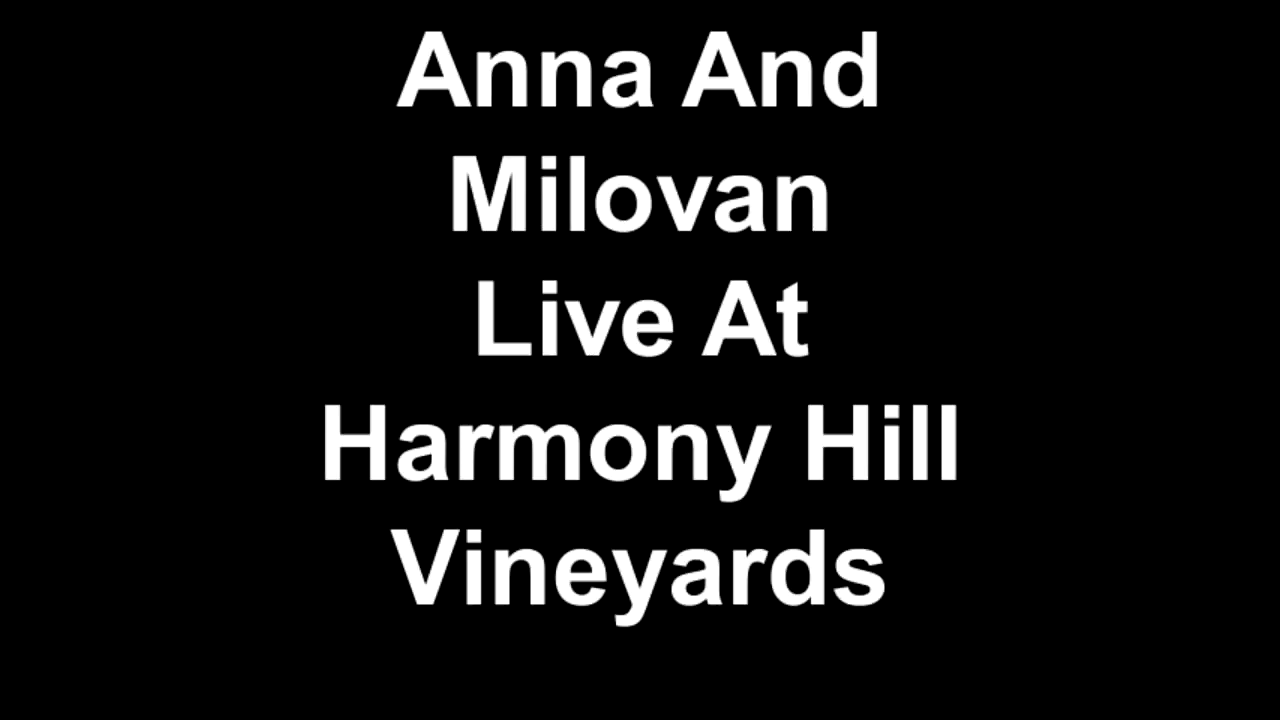 Anna And
Milovan
Live At
Harmony Hill
Vineyards